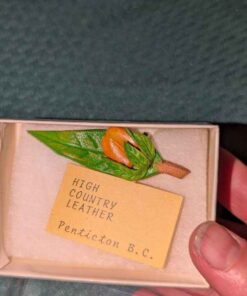 HIGH
COUNTRY
LEATHER
Penticton B.C.